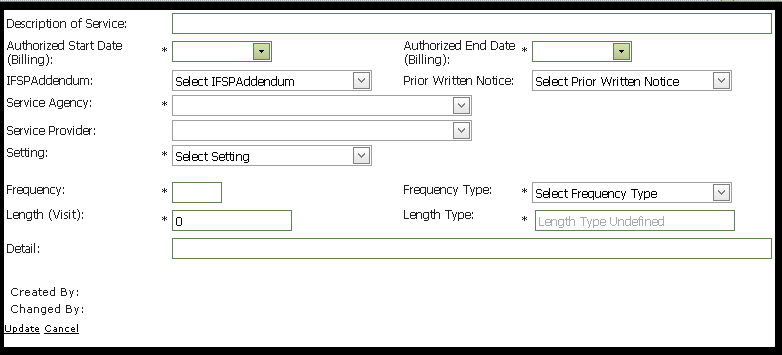 Description of Service:
Authorized Start Date * Authorized End Date *
(Billing): (Billing):
IFSPAddendum: Select IFSPAddendum Prior Written Notice: Select Prior Written Notice
Service Agency: *
Service Provider:
Setting: * Select Setting
Frequency: * Frequency Type: * Select Frequency Type
Length (Visit): * 0 Length Type: * Length Type Undefined
Detail:
Created By:
Changed By:
Update Cancel